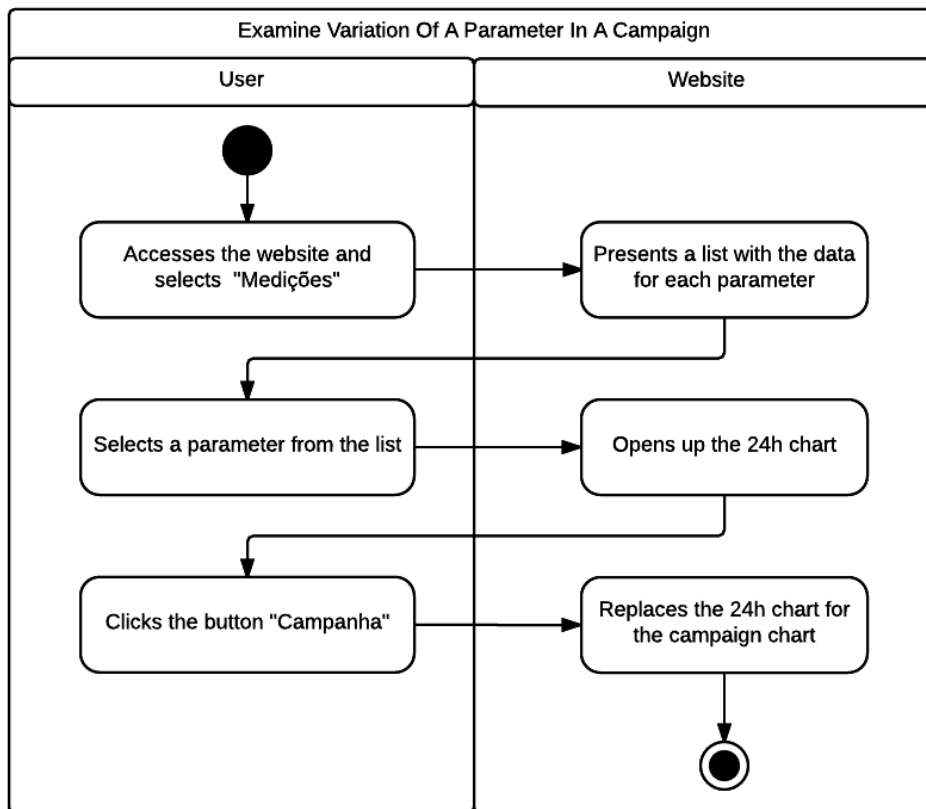 Examine Variation Of A Parameter In A Campaign
User
Website
Accesses the website and
selects "Medições"
Presents a list with the data
for each parameter
Selects a parameter from the list
Opens up the 24h chart
Clicks the button "Campanha"
Replaces the 24h chart for
the campaign chart